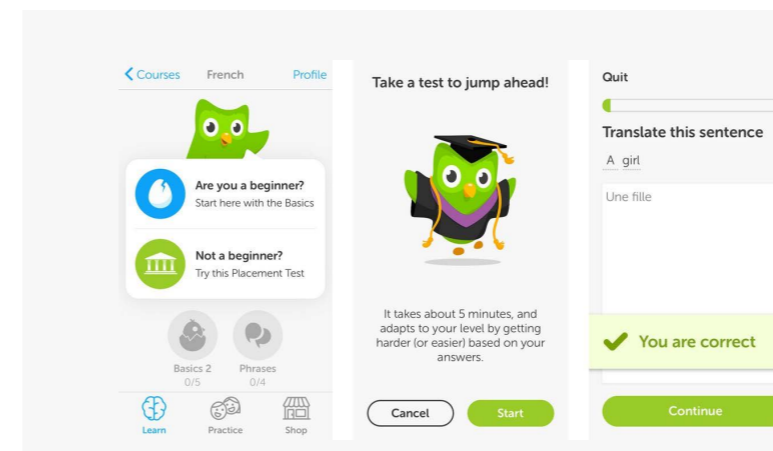 Courses French Profile
Are you a beginner?
Start here with the Basics
Not a beginner?
Try this Placement Test
Basics 2 Phrases
0/5 0/4
Learn Practice Shop
Take a test to jump ahead!
It takes about 5 minutes, and
adapts to your level by getting
harder (or easier) based on your
answers.
Cancel Start
Quit
Translate this sentence
A girl
Une fille
You are correct
Continue